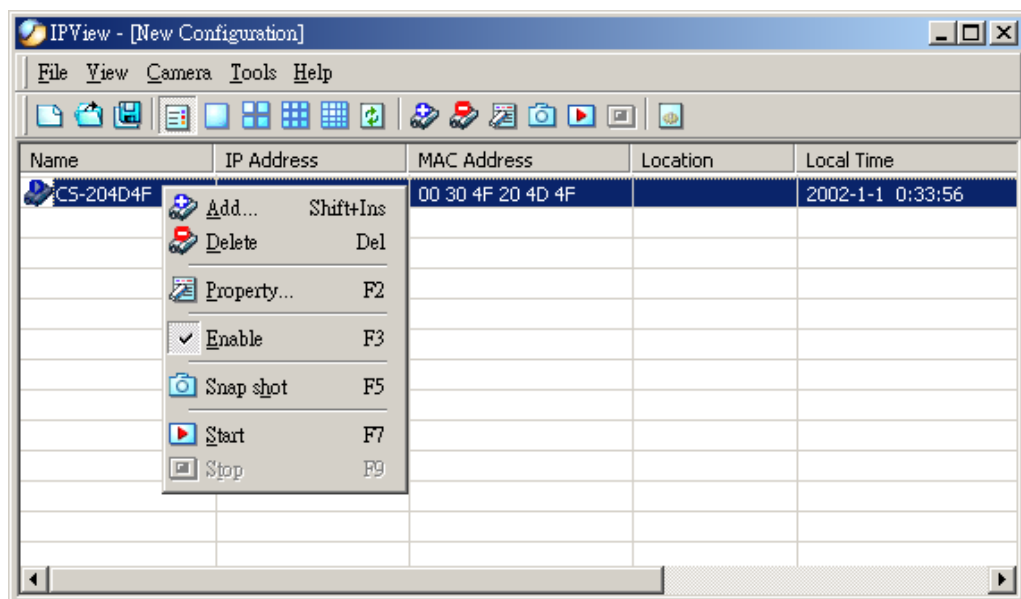 IPView - [New Configuration]
File View Camera Tools Help
Name IP Address MAC Address Location Local Time
CS-204D4F 00 30 4F 20 4D 4F 2002-1-1 0:33:56
Add... Shift+Ins
Delete Del
Property... F2
Enable F3
Snap shot F5
Start F7
Stop F9